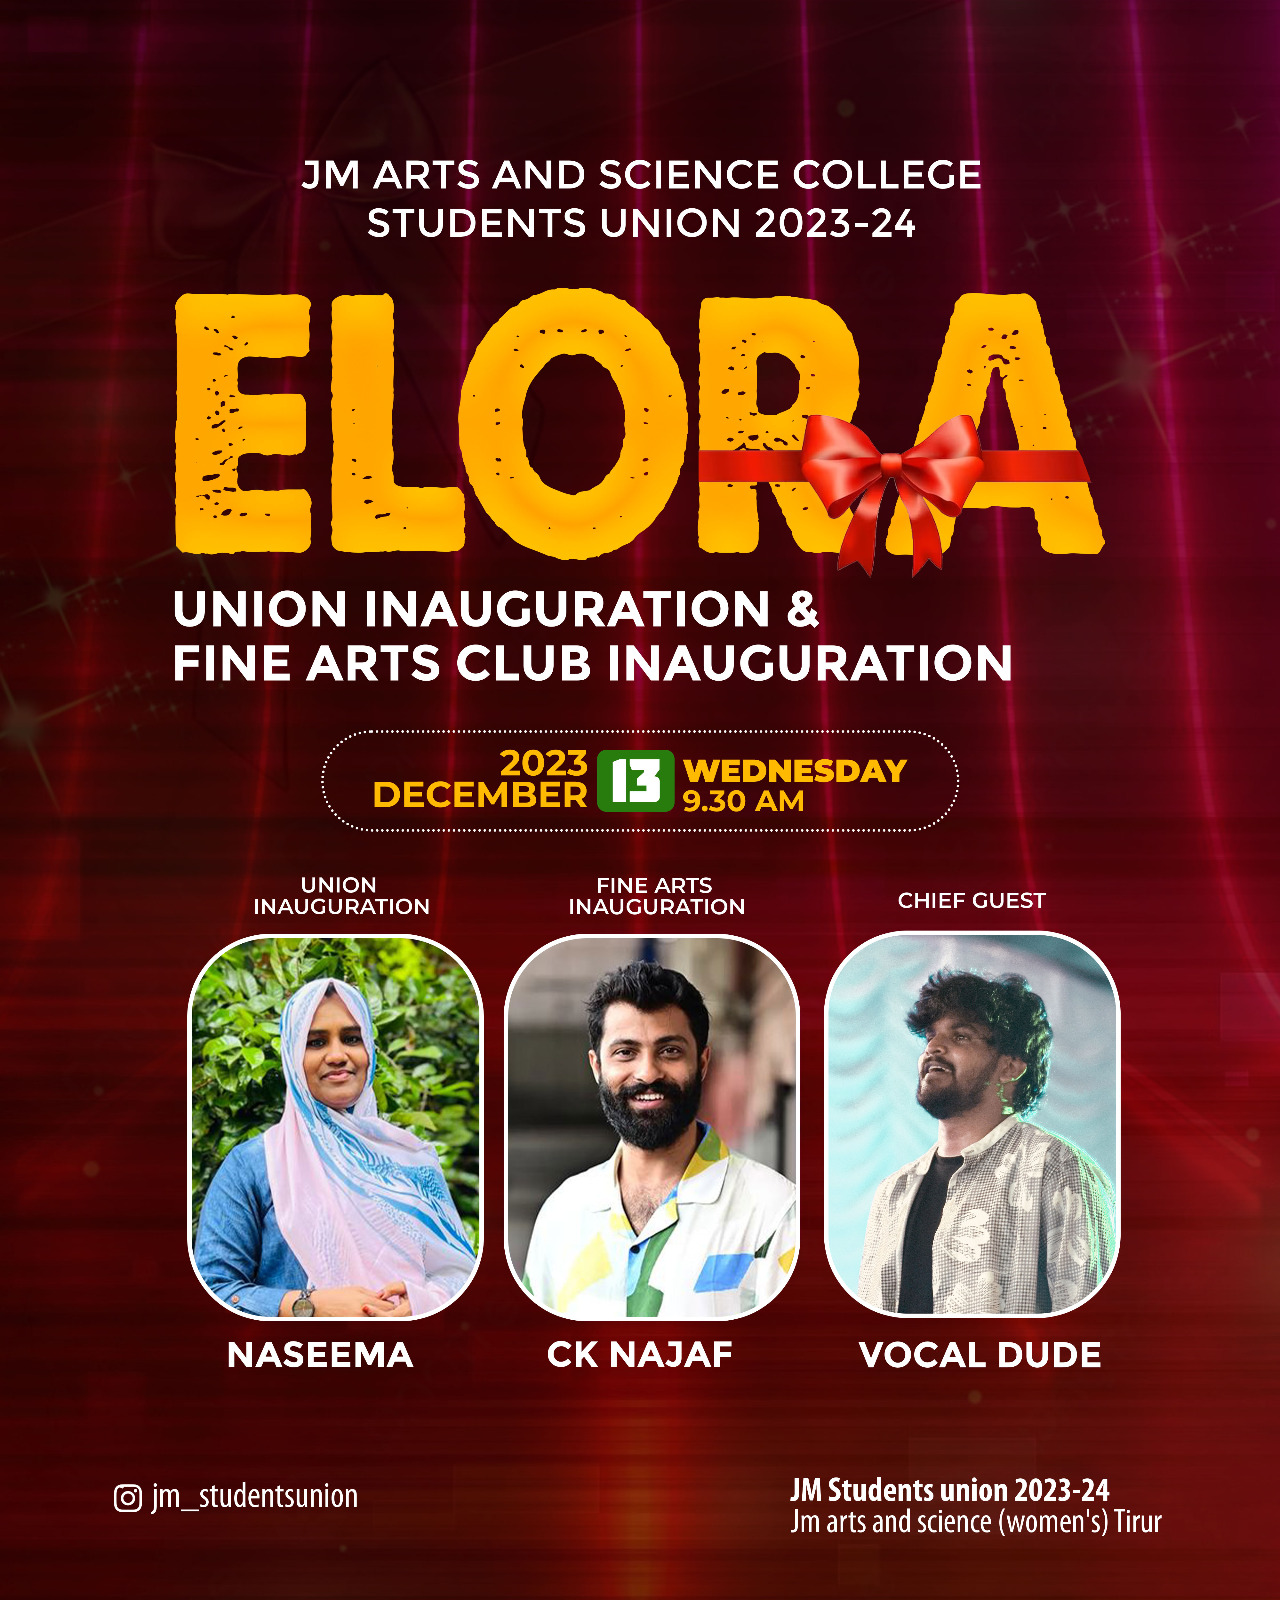 JM ARTS AND SCIENCE COLLEGE
STUDENTS UNION 2023-24
ELORA
UNION INAUGURATION &
FINE ARTS CLUB INAUGURATION
2023
DECEMBER
13
WEDNESDAY
9.30 AM
UNION
INAUGURATION
FINE ARTS
INAUGURATION
CHIEF GUEST
NASEEMA
CK NAJAF
VOCAL DUDE
jm_studentsunion
JM Students union 2023-24
Jm arts and science (women's) Tirur